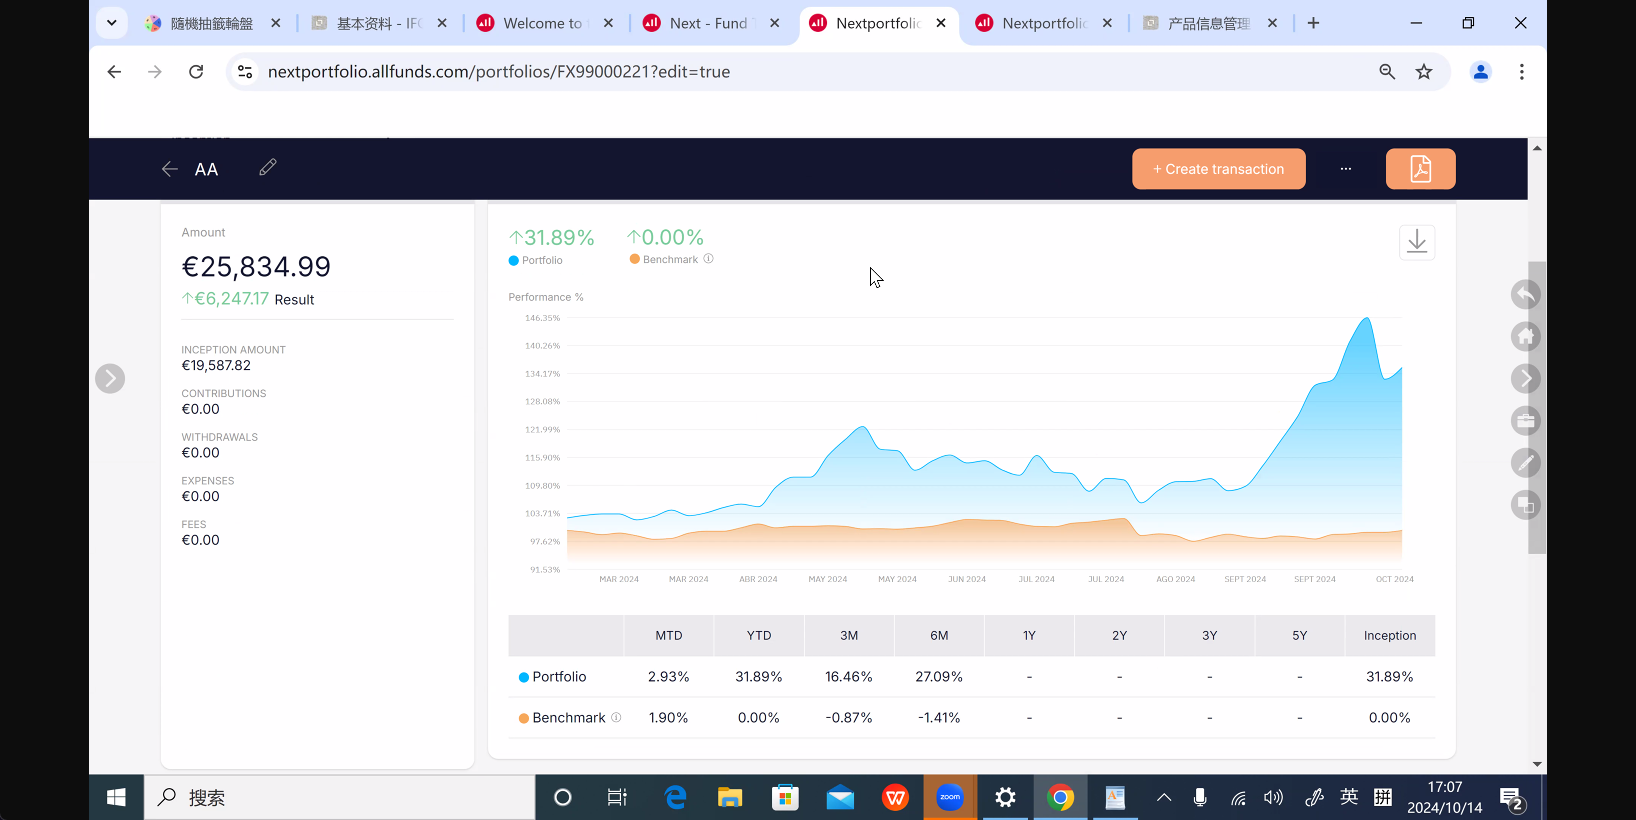 隨機抽籤輪盤
基本资料 - IFC
Welcome to
Next - Fund
Nextportfolio
Nextportfolio
产品信息管理
nextportfolio.allfunds.com/portfolios/FX99000221?edit=true
AA
+ Create transaction
...
Amount
€25,834.99
↑€6,247.17 Result
INCEPTION AMOUNT
€19,587.82
CONTRIBUTIONS
€0.00
WITHDRAWALS
€0.00
EXPENSES
€0.00
FEES
€0.00
↑31.89% ↑0.00%
Portfolio Benchmark
Performance %
146.35%
140.26%
134.17%
128.08%
121.99%
115.90%
109.80%
103.71%
97.62%
91.53%
MAR 2024 MAR 2024 ABR 2024 MAY 2024 MAY 2024 JUN 2024 JUL 2024 JUL 2024 AGO 2024 SEPT 2024 SEPT 2024 OCT 2024
MTD YTD 3M 6M 1Y 2Y 3Y 5Y Inception
Portfolio 2.93% 31.89% 16.46% 27.09% - - - - 31.89%
Benchmark 1.90% 0.00% -0.87% -1.41% - - - - 0.00%
搜索
zoom
英
拼
17:07
2024/10/14
2